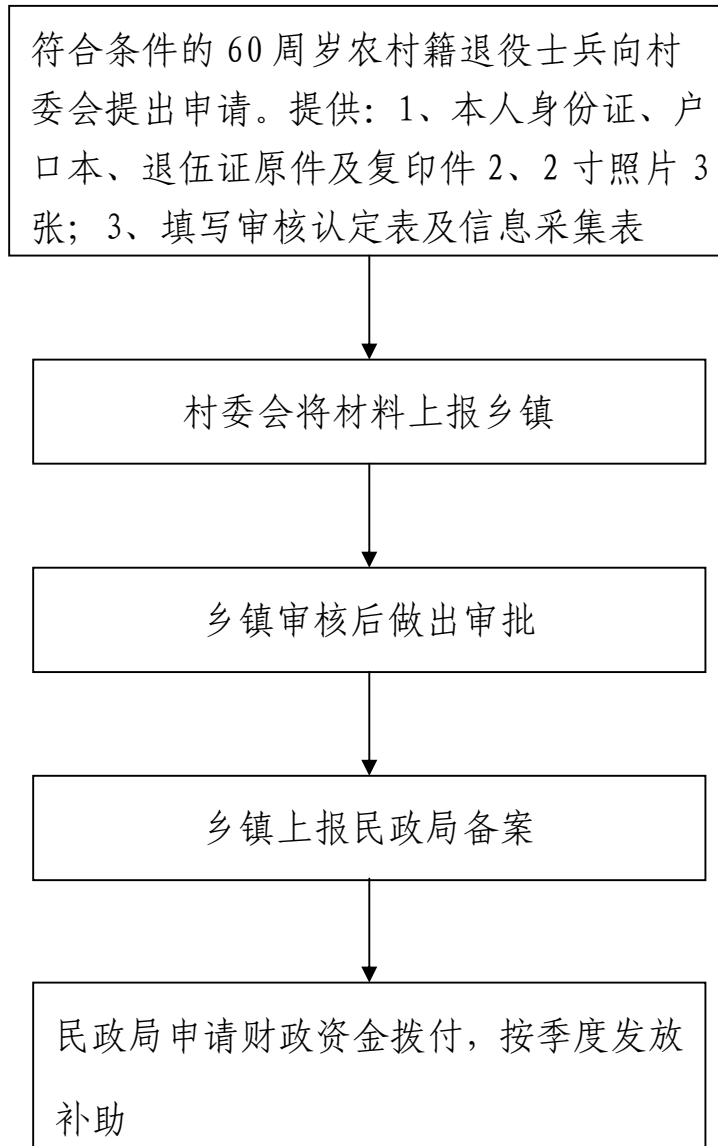 符合条件的 60 周岁农村籍退役士兵向村
委会提出申请。提供：1、本人身份证、户
口本、退伍证原件及复印件 2、2 寸照片 3
张；3、填写审核认定表及信息采集表
村委会将材料上报乡镇
乡镇审核后做出审批
乡镇上报民政局备案
民政局申请财政资金拨付，按季度发放
补助